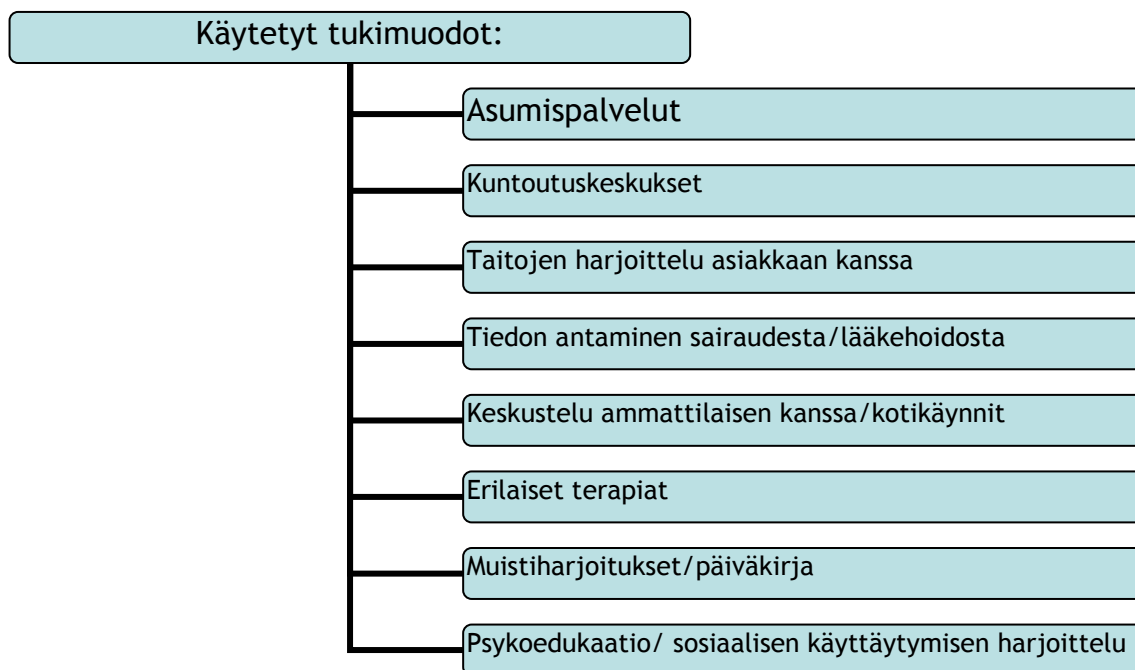 Käytetyt tukimuodot:
Asumispalvelut
Kuntoutuskeskukset
Taitojen harjoittelu asiakkaan kanssa
Tiedon antaminen sairaudesta/lääkehoidosta
Keskustelu ammattilaisen kanssa/kotikäynnit
Erilaiset terapiat
Muistiharjoitukset/päiväkirja
Psykoedukaatio/ sosiaalisen käyttäytymisen harjoittelu